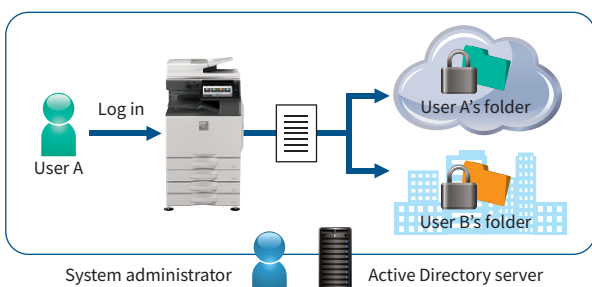 Log in
User A
User A's folder
User B's folder
System administrator
Active Directory server